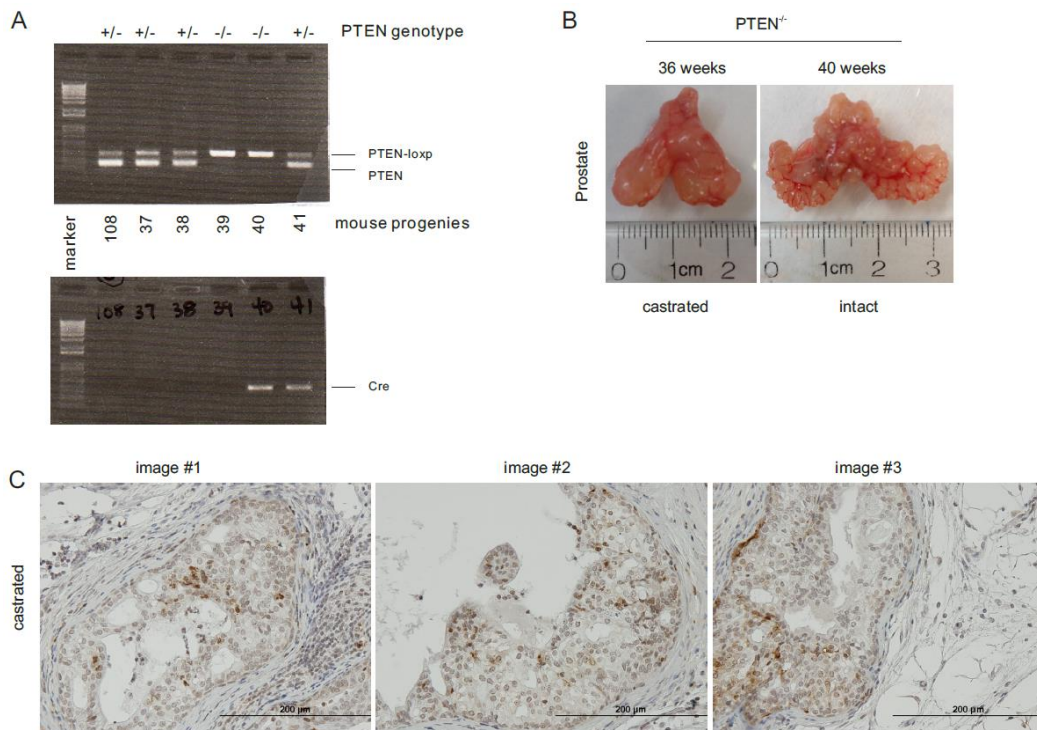 A
+/- +/- +/- -/- -/- +/- PTEN genotype
PTEN-loxp
PTEN
marker 108 37 38 39 40 41 mouse progenies
108 37 38 39 40 41
Cre
B
PTEN-/-
36 weeks 40 weeks
Prostate
0 1cm 2
0 1cm 2 3
castrated intact
C
image #1 image #2 image #3
castrated
200 µm 200 µm 200 µm